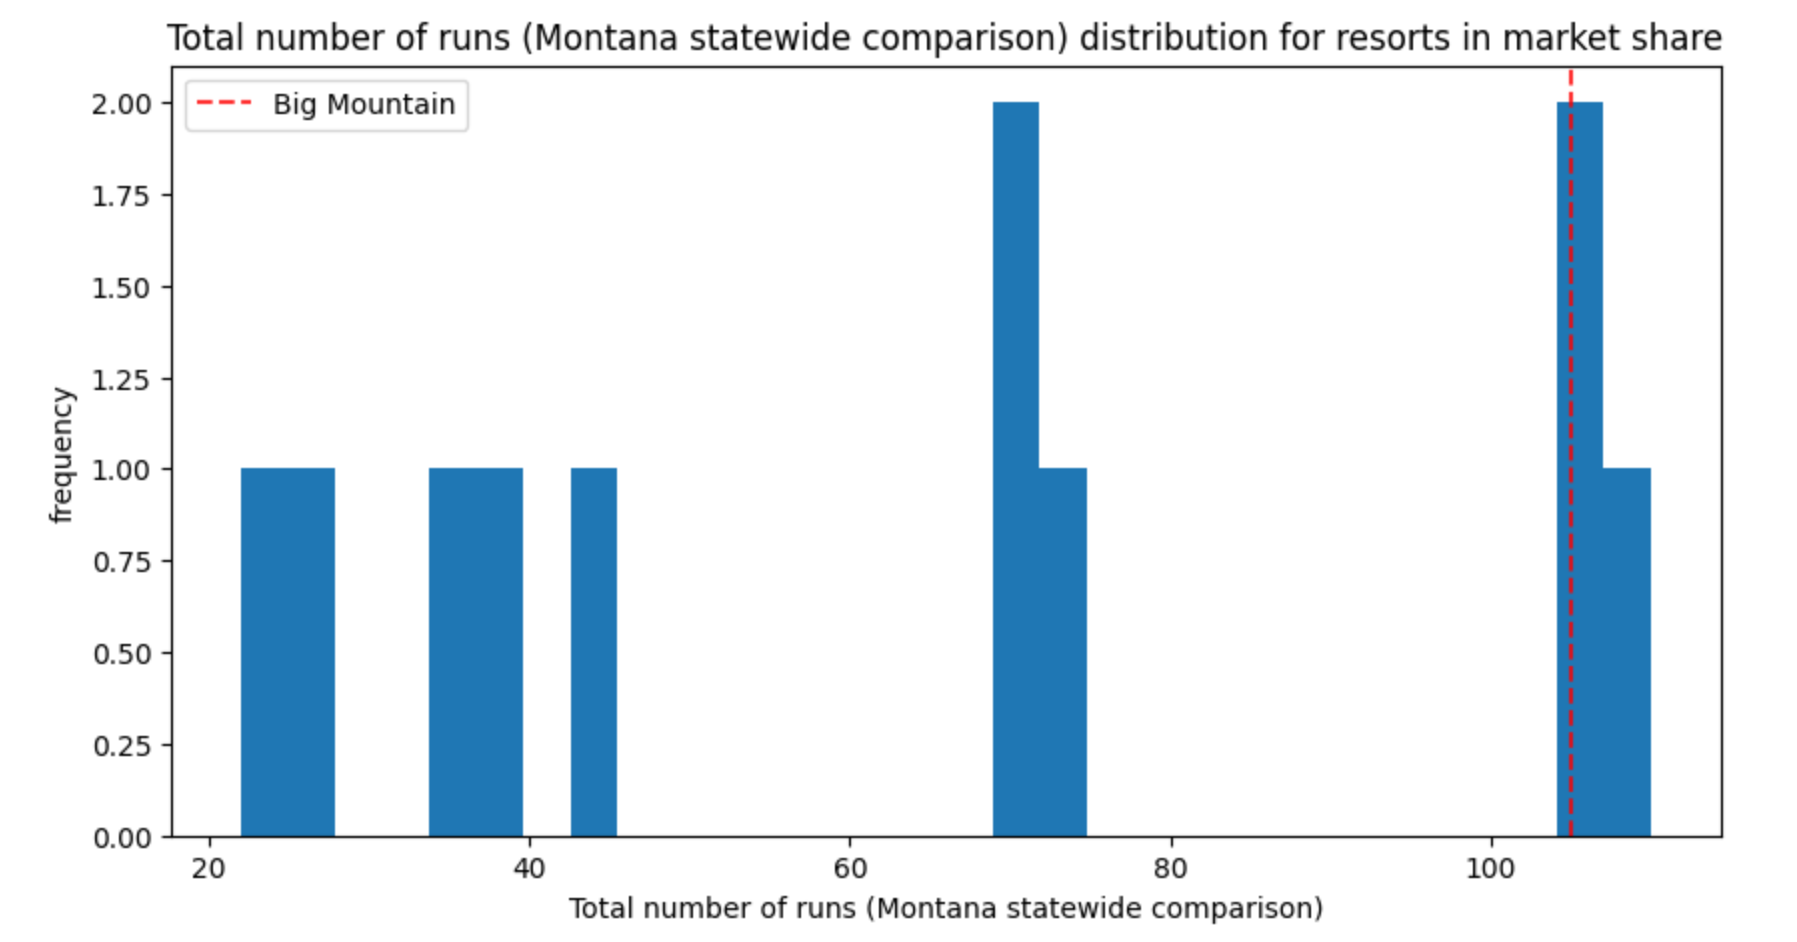 Total number of runs (Montana statewide comparison) distribution for resorts in market share
Big Mountain
2.00
1.75
1.50
1.25
1.00
0.75
0.50
0.25
0.00
frequency
20 40 60 80 100
Total number of runs (Montana statewide comparison)